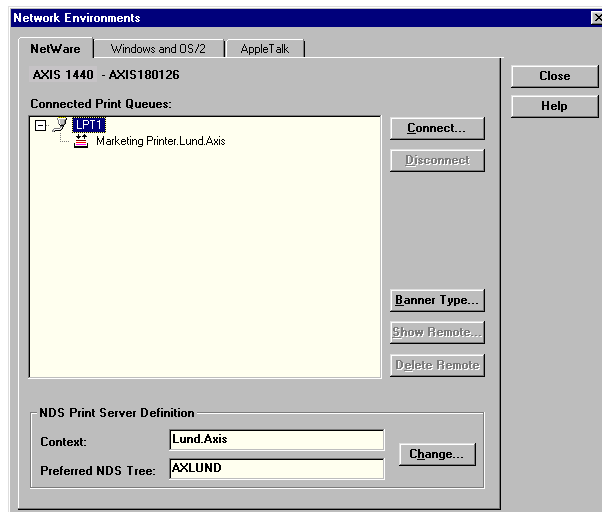 Network Environments
NetWare
Windows and OS/2
AppleTalk
AXIS 1440 - AXIS180126
Close
Help
Connected Print Queues:
LPT1
Marketing Printer.Lund.Axis
Connect...
Disconnect
Banner Type...
Show Remote...
Delete Remote
NDS Print Server Definition
Context:
Lund.Axis
Preferred NDS Tree:
AXLUND
Change...